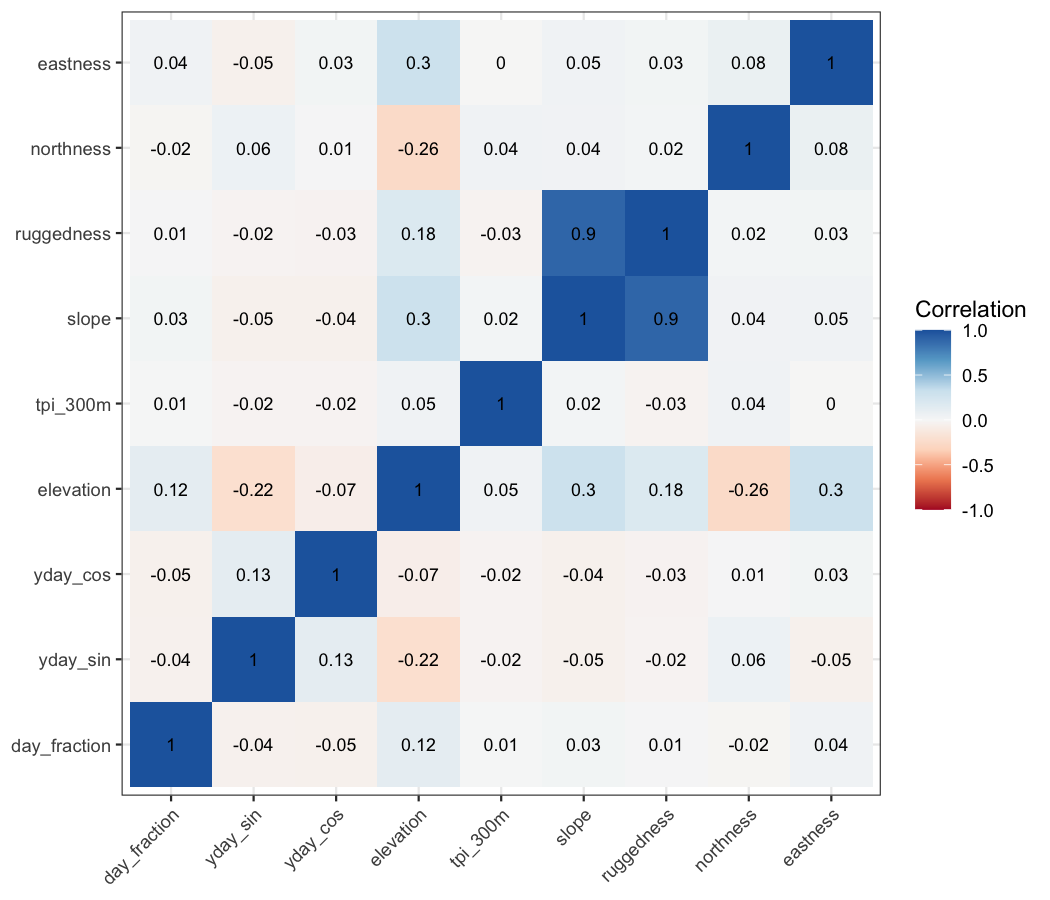 eastness 0.04 -0.05 0.03 0.3 0 0.05 0.03 0.08 1
northness -0.02 0.06 0.01 -0.26 0.04 0.04 0.02 1 0.08
ruggedness 0.01 -0.02 -0.03 0.18 -0.03 0.9 1 0.02 0.03
slope 0.03 -0.05 -0.04 0.3 0.02 1 0.9 0.04 0.05
tpi_300m 0.01 -0.02 -0.02 0.05 1 0.02 -0.03 0.04 0
elevation 0.12 -0.22 -0.07 1 0.05 0.3 0.18 -0.26 0.3
yday_cos -0.05 0.13 1 -0.07 -0.02 -0.04 -0.03 0.01 0.03
yday_sin -0.04 1 0.13 -0.22 -0.02 -0.05 -0.02 0.06 -0.05
day_fraction 1 -0.04 -0.05 0.12 0.01 0.03 0.01 -0.02 0.04
day_fraction yday_sin yday_cos elevation tpi_300m slope ruggedness northness eastness
Correlation
1.0
0.5
0.0
-0.5
-1.0